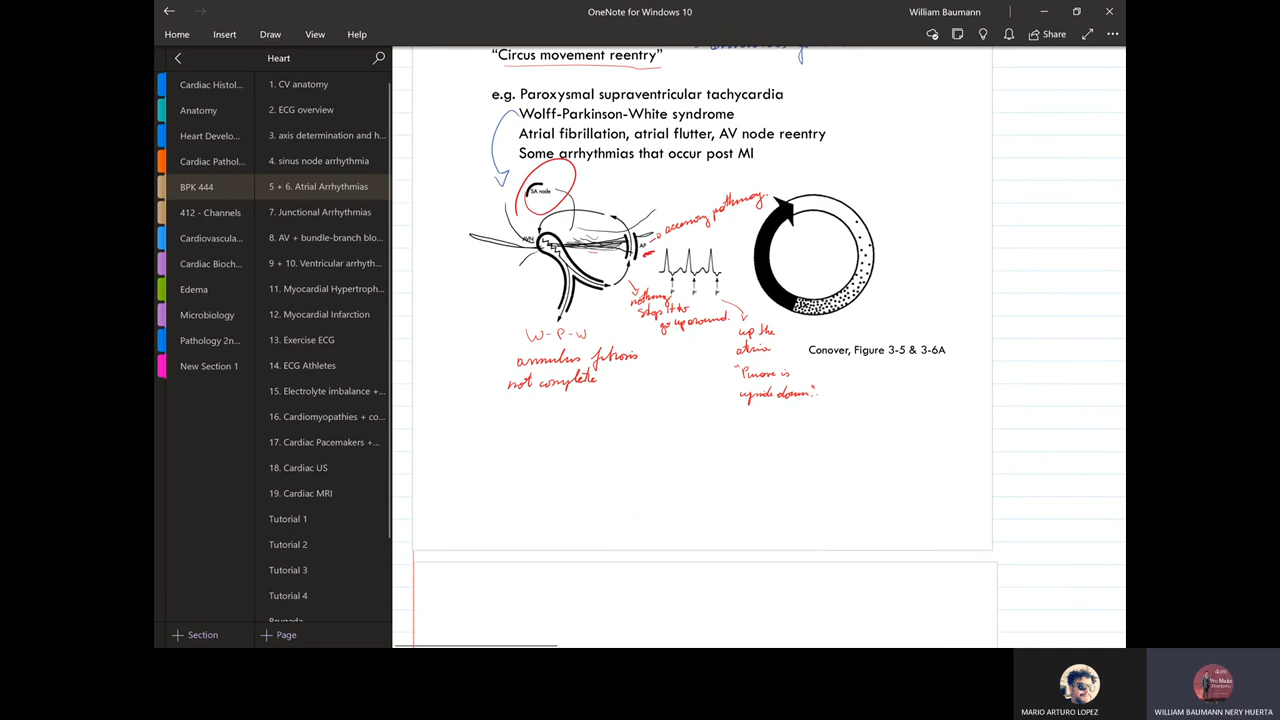 OneNote for Windows 10
William Baumann
Home
Insert
Draw
View
Help
Share
Heart
Cardiac Histol...
Anatomy
Heart Develo...
Cardiac Pathol...
BPK 444
412 - Channels
Cardiovascula...
Cardiac Bioch...
Edema
Microbiology
Pathology 2n...
New Section 1
1. CV anatomy
2. ECG overview
3. axis determination and h...
4. sinus node arrhythmia
5 + 6. Atrial Arrhythmias
7. Junctional Arrhythmias
8. AV + bundle-branch blo...
9 + 10. Ventricular arryth...
11. Myocardial Hypertroph...
12. Myocardial Infarction
13. Exercise ECG
14. ECG Athletes
15. Electrolyte imbalance +...
16. Cardiomyopathies + co...
17. Cardiac Pacemakers +...
18. Cardiac US
19. Cardiac MRI
Tutorial 1
Tutorial 2
Tutorial 3
Tutorial 4
Brugada
Section
Page
“Circus movement reentry”
e.g. Paroxysmal supraventricular tachycardia
Wolff-Parkinson-White syndrome
Atrial fibrillation, atrial flutter, AV node reentry
Some arrhythmias that occur post MI
SA node
AVN
AP
accessory pathway.
nothing
stops it to
go up around.
P' P' P'
W-P-W
annulus fibrosis
not complete
up the
atria
"P wave is
upside down."
Conover, Figure 3-5 & 3-6A
MARIO ARTURO LOPEZ
WILLIAM BAUMANN NERY HUERTA